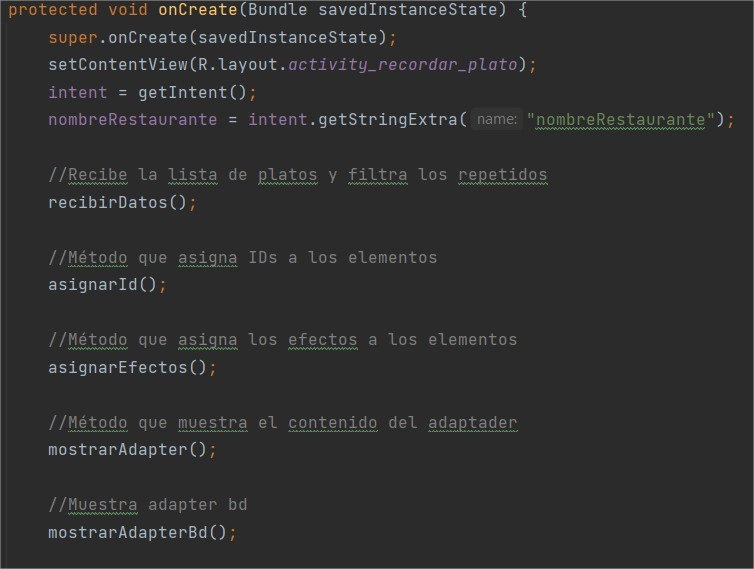 protected void onCreate(Bundle savedInstanceState) {
super.onCreate(savedInstanceState);
setContentView(R.layout.activity_recordar_plato);
intent = getIntent();
nombreRestaurante = intent.getStringExtra( name: "nombreRestaurante");
//Recibe la lista de platos y filtra los repetidos
recibirDatos();
//Método que asigna IDs a los elementos
asignarId();
//Método que asigna los efectos a los elementos
asignarEfectos();
//Método que muestra el contenido del adaptader
mostrarAdapter();
//Muestra adapter bd
mostrarAdapterBd();